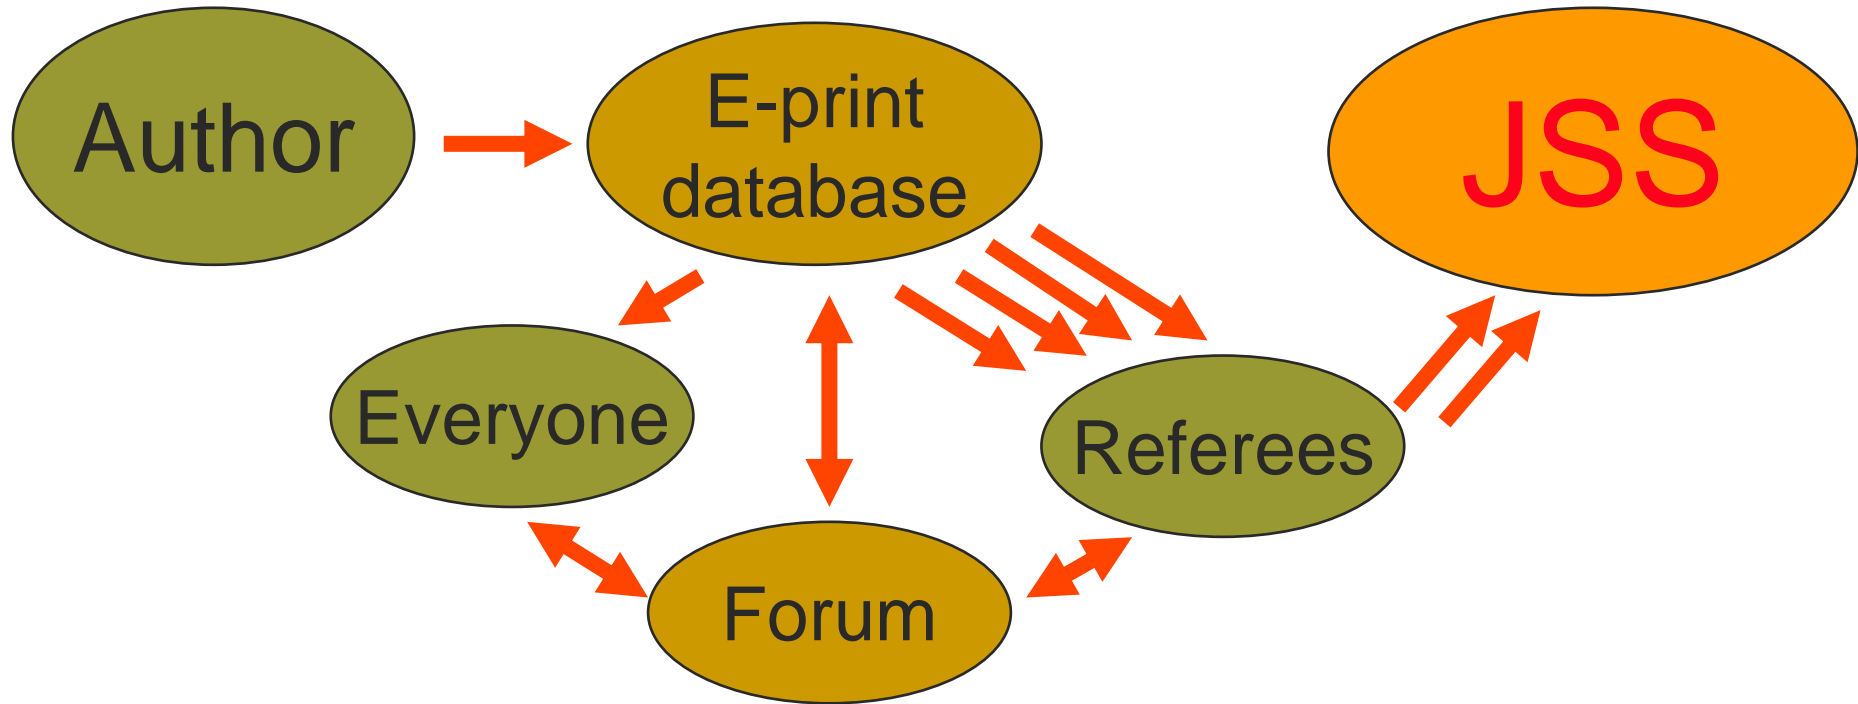 Author
E-print
database
JSS
Everyone
Referees
Forum